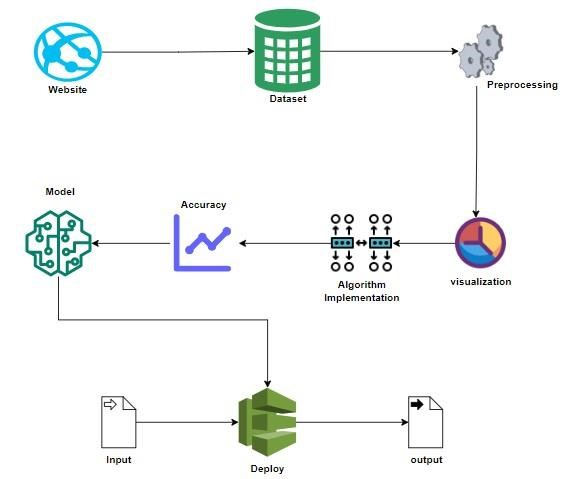 Website
Dataset
Preprocessing
Model
Accuracy
Algorithm
Implementation
visualization
Input
Deploy
output